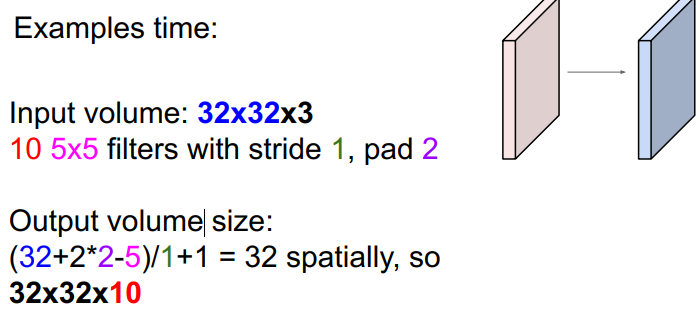 Examples time:
Input volume: 32x32x3
10 5x5 filters with stride 1, pad 2
Output volume size:
(32+2*2-5)/1+1 = 32 spatially, so
32x32x10